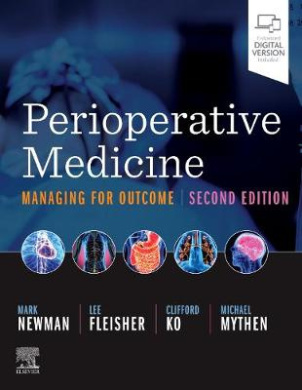 Enhanced
DIGITAL
VERSION
Included
Perioperative
Medicine
MANAGING FOR OUTCOME | SECOND EDITION
MARK
NEWMAN
LEE
FLEISHER
CLIFFORD
KO
MICHAEL
MYTHEN
ELSEVIER